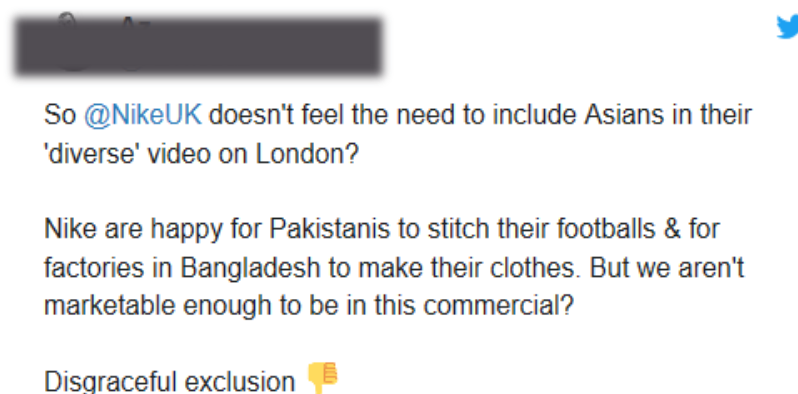 So @NikeUK doesn't feel the need to include Asians in their
'diverse' video on London?
Nike are happy for Pakistanis to stitch their footballs & for
factories in Bangladesh to make their clothes. But we aren't
marketable enough to be in this commercial?
Disgraceful exclusion 👎